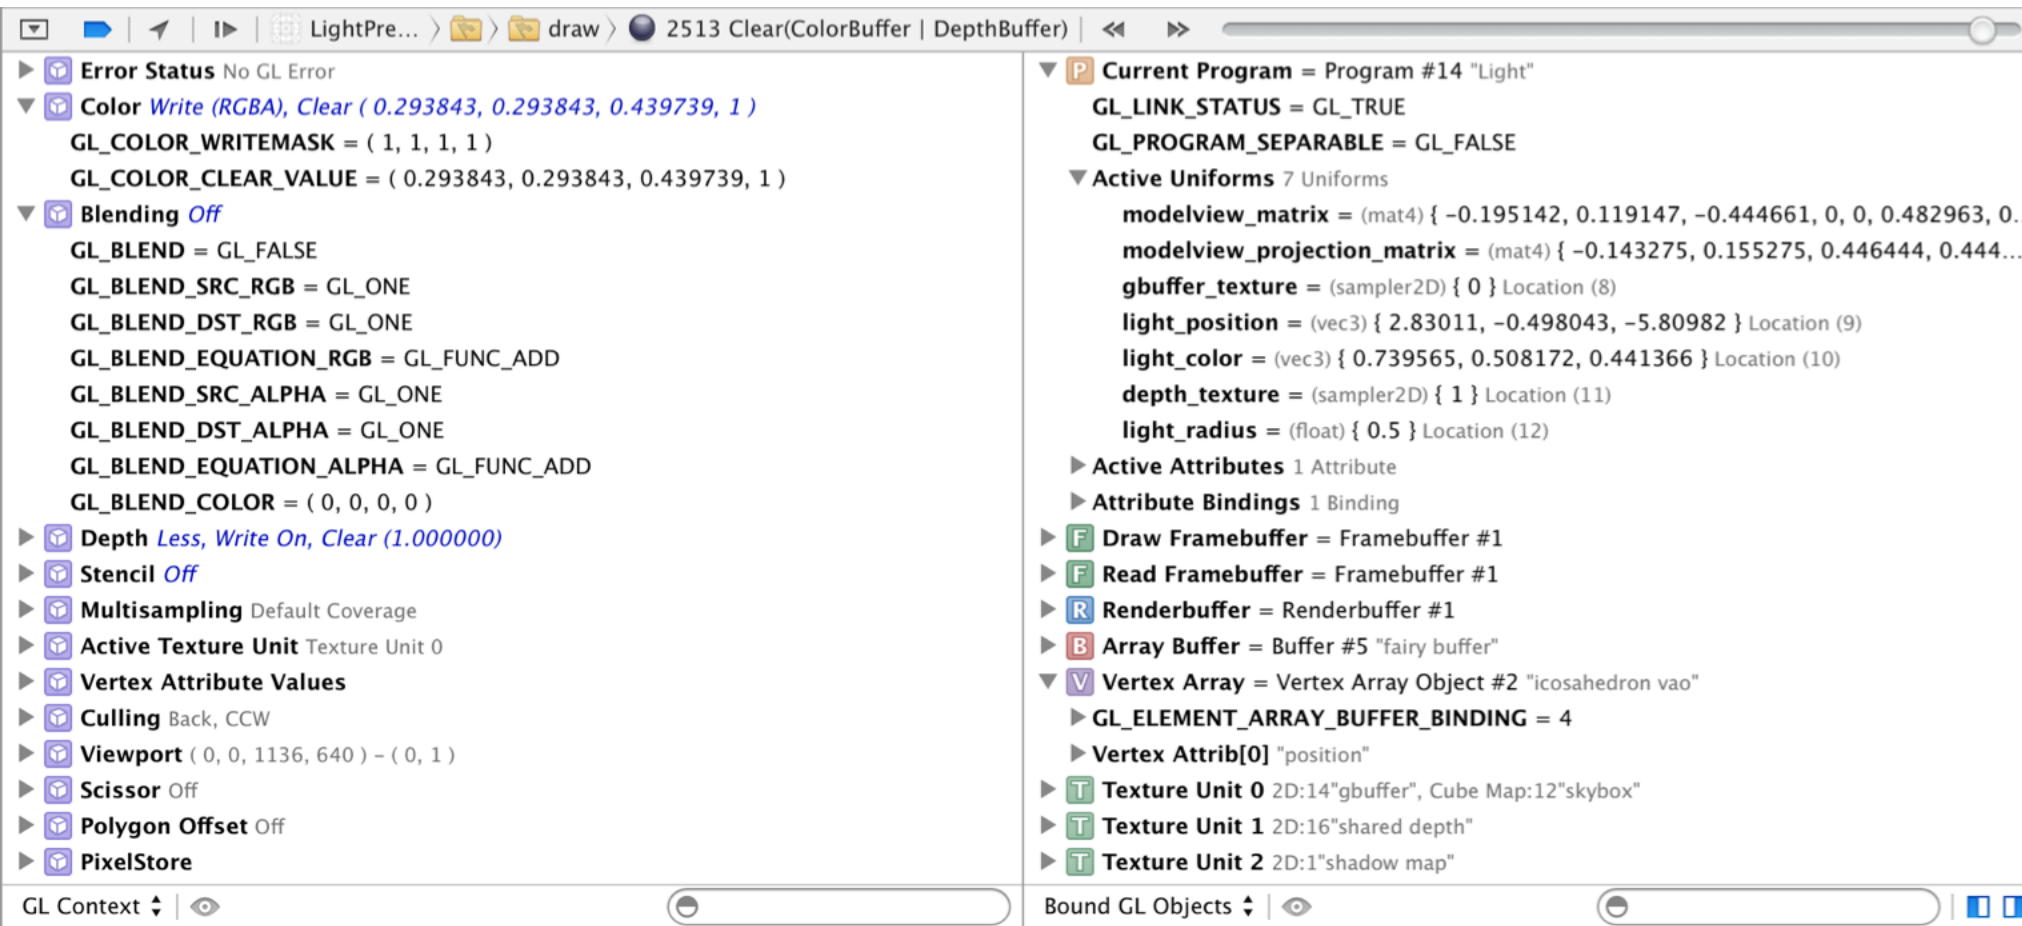 LightPre... draw 2513 Clear(ColorBuffer | DepthBuffer)
Error Status No GL Error
Color Write (RGBA), Clear ( 0.293843, 0.293843, 0.439739, 1 )
GL_COLOR_WRITEMASK = ( 1, 1, 1, 1 )
GL_COLOR_CLEAR_VALUE = ( 0.293843, 0.293843, 0.439739, 1 )
Blending Off
GL_BLEND = GL_FALSE
GL_BLEND_SRC_RGB = GL_ONE
GL_BLEND_DST_RGB = GL_ONE
GL_BLEND_EQUATION_RGB = GL_FUNC_ADD
GL_BLEND_SRC_ALPHA = GL_ONE
GL_BLEND_DST_ALPHA = GL_ONE
GL_BLEND_EQUATION_ALPHA = GL_FUNC_ADD
GL_BLEND_COLOR = ( 0, 0, 0, 0 )
Depth Less, Write On, Clear (1.000000)
Stencil Off
Multisampling Default Coverage
Active Texture Unit Texture Unit 0
Vertex Attribute Values
Culling Back, CCW
Viewport ( 0, 0, 1136, 640 ) – ( 0, 1 )
Scissor Off
Polygon Offset Off
PixelStore
GL Context
P Current Program = Program #14 "Light"
GL_LINK_STATUS = GL_TRUE
GL_PROGRAM_SEPARABLE = GL_FALSE
Active Uniforms 7 Uniforms
modelview_matrix = (mat4) { -0.195142, 0.119147, -0.444661, 0, 0, 0.482963, 0.
modelview_projection_matrix = (mat4) { -0.143275, 0.155275, 0.446444, 0.444...
gbuffer_texture = (sampler2D) { 0 } Location (8)
light_position = (vec3) { 2.83011, -0.498043, -5.80982 } Location (9)
light_color = (vec3) { 0.739565, 0.508172, 0.441366 } Location (10)
depth_texture = (sampler2D) { 1 } Location (11)
light_radius = (float) { 0.5 } Location (12)
Active Attributes 1 Attribute
Attribute Bindings 1 Binding
F Draw Framebuffer = Framebuffer #1
F Read Framebuffer = Framebuffer #1
R Renderbuffer = Renderbuffer #1
B Array Buffer = Buffer #5 "fairy buffer"
V Vertex Array = Vertex Array Object #2 "icosahedron vao"
GL_ELEMENT_ARRAY_BUFFER_BINDING = 4
Vertex Attrib[0] "position"
T Texture Unit 0 2D:14"gbuffer", Cube Map:12"skybox"
T Texture Unit 1 2D:16"shared depth"
T Texture Unit 2 2D:1"shadow map"
Bound GL Objects